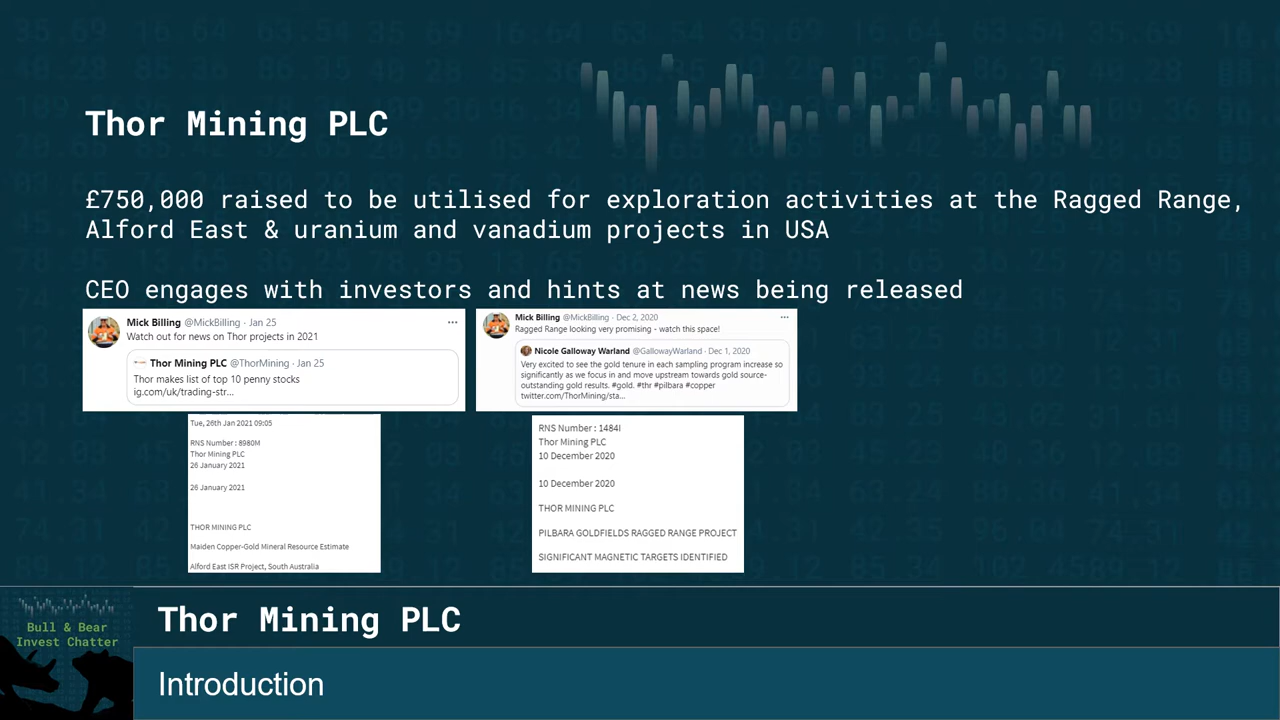 Thor Mining PLC
£750,000 raised to be utilised for exploration activities at the Ragged Range,
Alford East & uranium and vanadium projects in USA
CEO engages with investors and hints at news being released
Mick Billing @MickBilling · Jan 25
Watch out for news on Thor projects in 2021
Thor Mining PLC @ThorMining · Jan 25
Thor makes list of top 10 penny stocks
ig.com/uk/trading-str...
Mick Billing @MickBilling · Dec 2, 2020
Ragged Range looking very promising - watch this space!
Nicole Galloway Warland @GallowayWarland · Dec 1, 2020
Very excited to see the gold tenure in each sampling program increase so
significantly as we focus in and move upstream towards gold source-
outstanding gold results. #gold. #thr #pilbara #copper
twitter.com/ThorMining/sta...
Tue, 26th Jan 2021 09:05
RNS Number : 8980M
Thor Mining PLC
26 January 2021
26 January 2021
THOR MINING PLC
Maiden Copper-Gold Mineral Resource Estimate
Alford East ISR Project, South Australia
RNS Number : 1484I
Thor Mining PLC
10 December 2020
10 December 2020
THOR MINING PLC
PILBARA GOLDFIELDS RAGGED RANGE PROJECT
SIGNIFICANT MAGNETIC TARGETS IDENTIFIED
Bull & Bear
Invest Chatter
Thor Mining PLC
Introduction